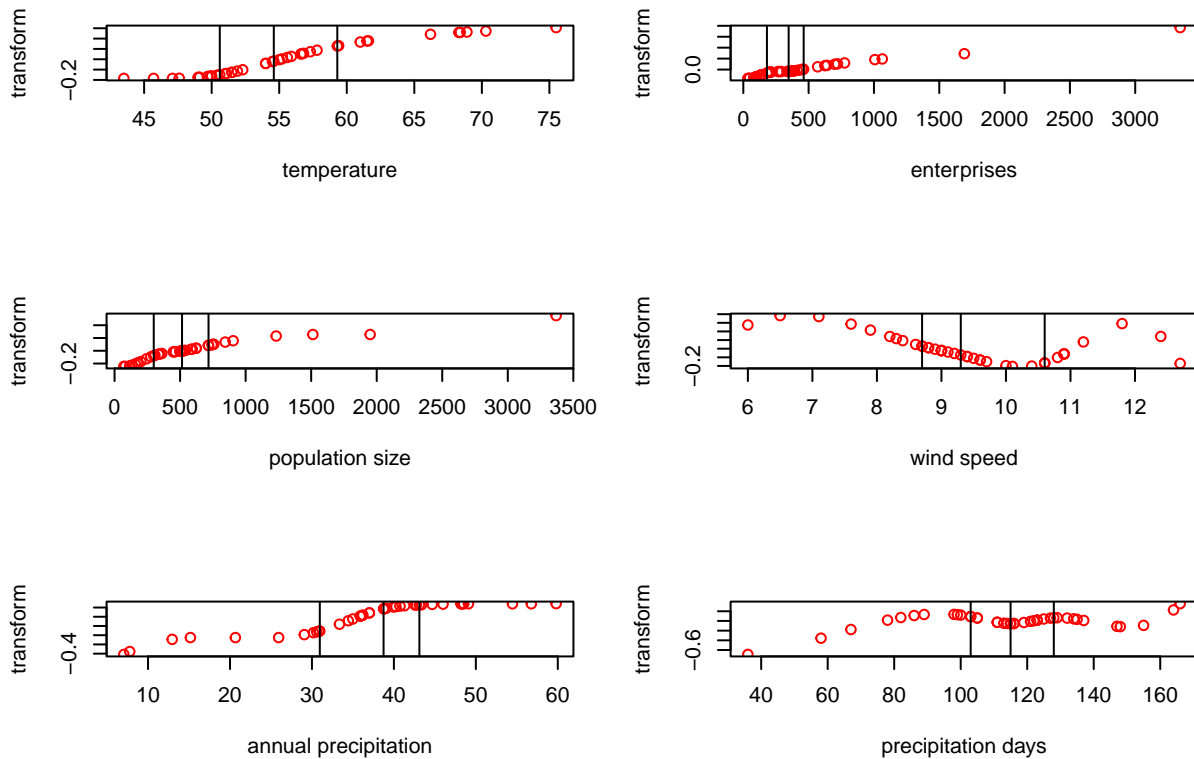 transform
−0.2
45 50 55 60 65 70 75
temperature
transform
0.0
0 500 1000 1500 2000 2500 3000
enterprises
transform
−0.2
0 500 1000 1500 2000 2500 3000 3500
population size
transform
−0.2
6 7 8 9 10 11 12
wind speed
transform
−0.4
10 20 30 40 50 60
annual precipitation
transform
−0.6
40 60 80 100 120 140 160
precipitation days